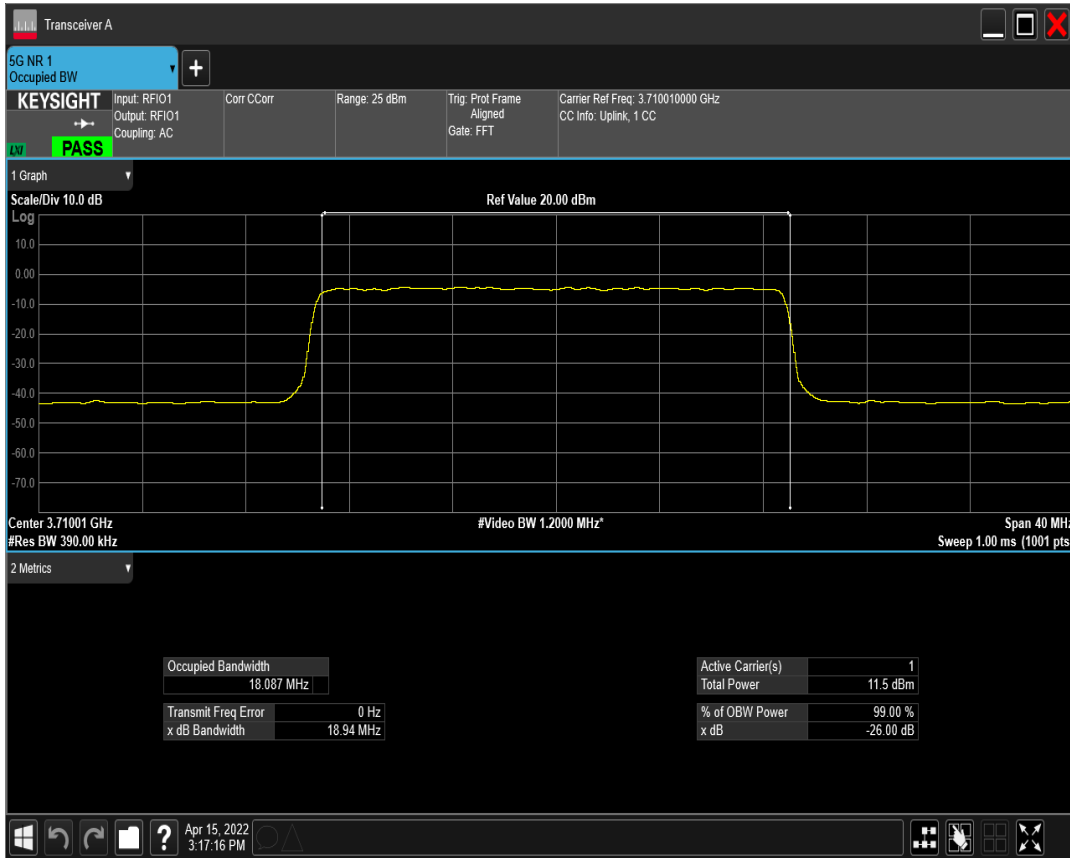 Transceiver A
5G NR 1
Occupied BW
+
KEYSIGHT
LXI
PASS
Input: RFIO1
Output: RFIO1
Coupling: AC
Corr CCorr
Range: 25 dBm
Trig: Prot Frame
Aligned
Gate: FFT
Carrier Ref Freq: 3.710010000 GHz
CC Info: Uplink, 1 CC
1 Graph
Scale/Div 10.0 dB
Ref Value 20.00 dBm
Log
10.0
0.00
-10.0
-20.0
-30.0
-40.0
-50.0
-60.0
-70.0
Center 3.71001 GHz
#Video BW 1.2000 MHz*
Span 40 MHz
#Res BW 390.00 kHz
Sweep 1.00 ms (1001 pts
2 Metrics
Occupied Bandwidth
18.087 MHz
Transmit Freq Error 0 Hz
x dB Bandwidth 18.94 MHz
Active Carrier(s) 1
Total Power 11.5 dBm
% of OBW Power 99.00 %
x dB -26.00 dB
?
Apr 15, 2022
3:17:16 PM